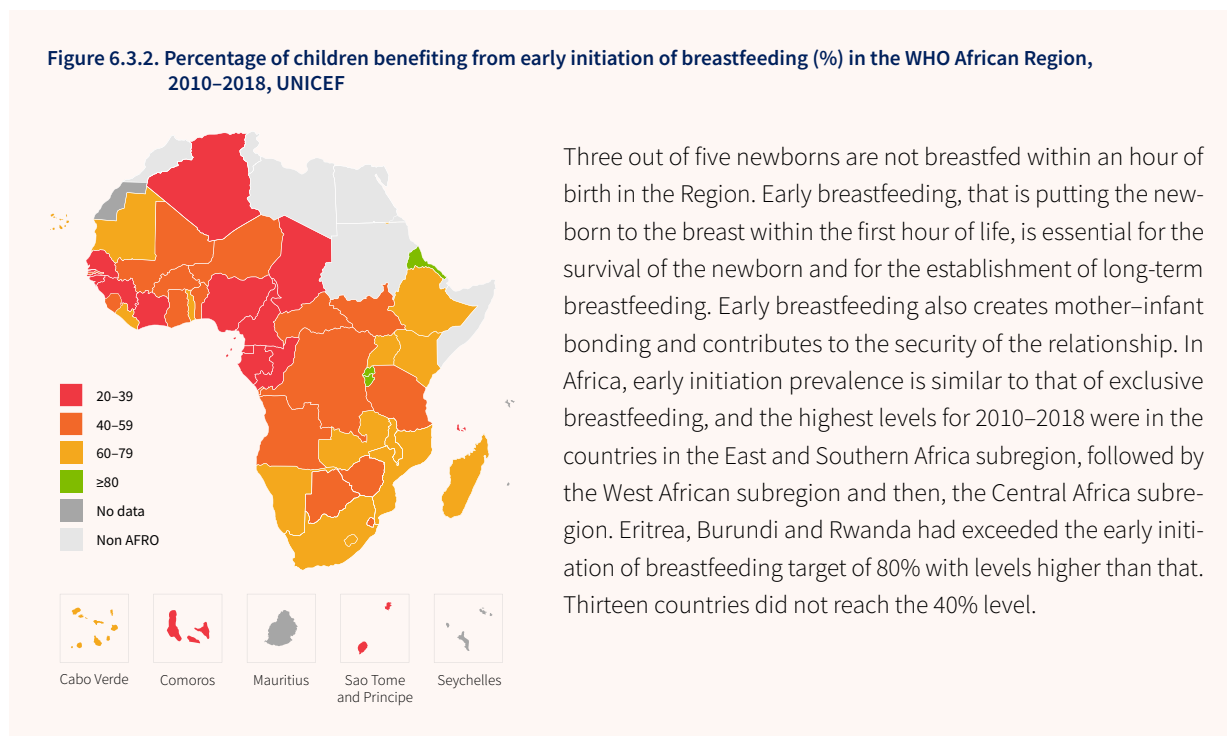 Figure 6.3.2. Percentage of children benefiting from early initiation of breastfeeding (%) in the WHO African Region,
2010–2018, UNICEF
20–39
40–59
60–79
≥80
No data
Non AFRO
Cabo Verde
Comoros
Mauritius
Sao Tome
and Principe
Seychelles
Three out of five newborns are not breastfed within an hour of
birth in the Region. Early breastfeeding, that is putting the new-
born to the breast within the first hour of life, is essential for the
survival of the newborn and for the establishment of long-term
breastfeeding. Early breastfeeding also creates mother–infant
bonding and contributes to the security of the relationship. In
Africa, early initiation prevalence is similar to that of exclusive
breastfeeding, and the highest levels for 2010–2018 were in the
countries in the East and Southern Africa subregion, followed by
the West African subregion and then, the Central Africa subre-
gion. Eritrea, Burundi and Rwanda had exceeded the early initi-
ation of breastfeeding target of 80% with levels higher than that.
Thirteen countries did not reach the 40% level.